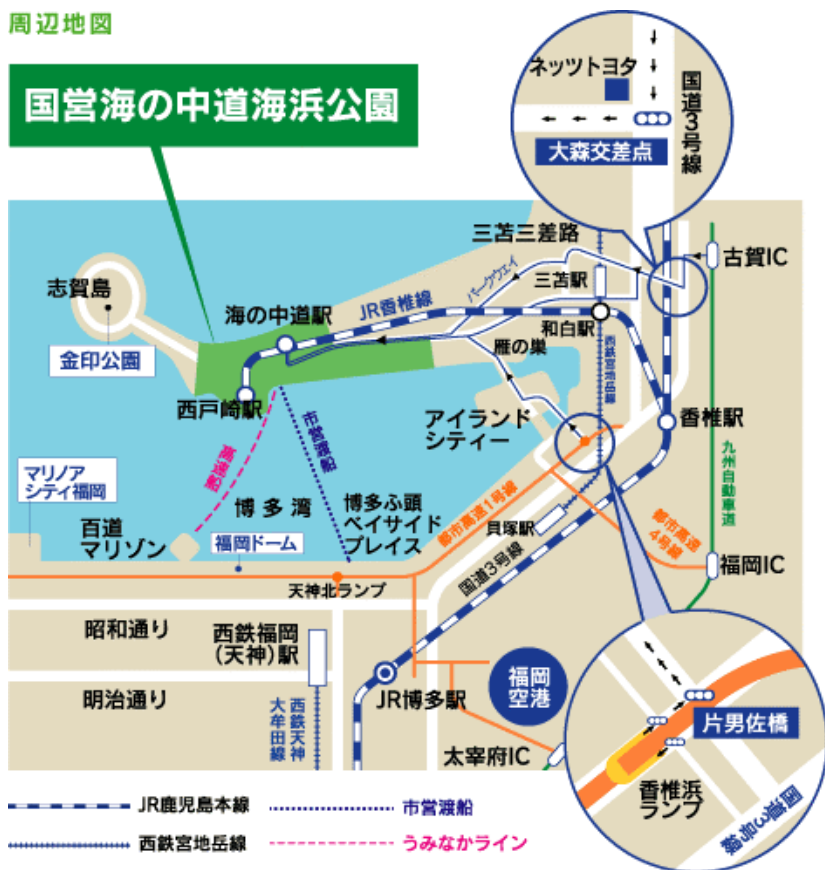 周辺地図
国営海の中道海浜公園
ネッツトヨタ
国道3号線
大森交差点
三苫三差路
古賀IC
パークウェイ
三苫駅
志賀島
海の中道駅
JR香椎線
和白駅
金印公園
雁の巣
西鉄宮地岳線
西戸崎駅
アイランド
シティー
香椎駅
市営渡船
高速船
九州自動車道
マリノア
シティ福岡
博多湾
博多ふ頭
ベイサイド
プレイス
都市高速1号線
貝塚駅
都市高速
4号線
百道
マリゾン
福岡ドーム
国道3号線
福岡IC
天神北ランプ
昭和通り
西鉄福岡
(天神)駅
明治通り
JR博多駅
福岡
空港
西鉄天神
大牟田線
太宰府IC
片男佐橋
香椎浜
ランプ
国道3号線
JR鹿児島本線
市営渡船
西鉄宮地岳線
うみなかライン